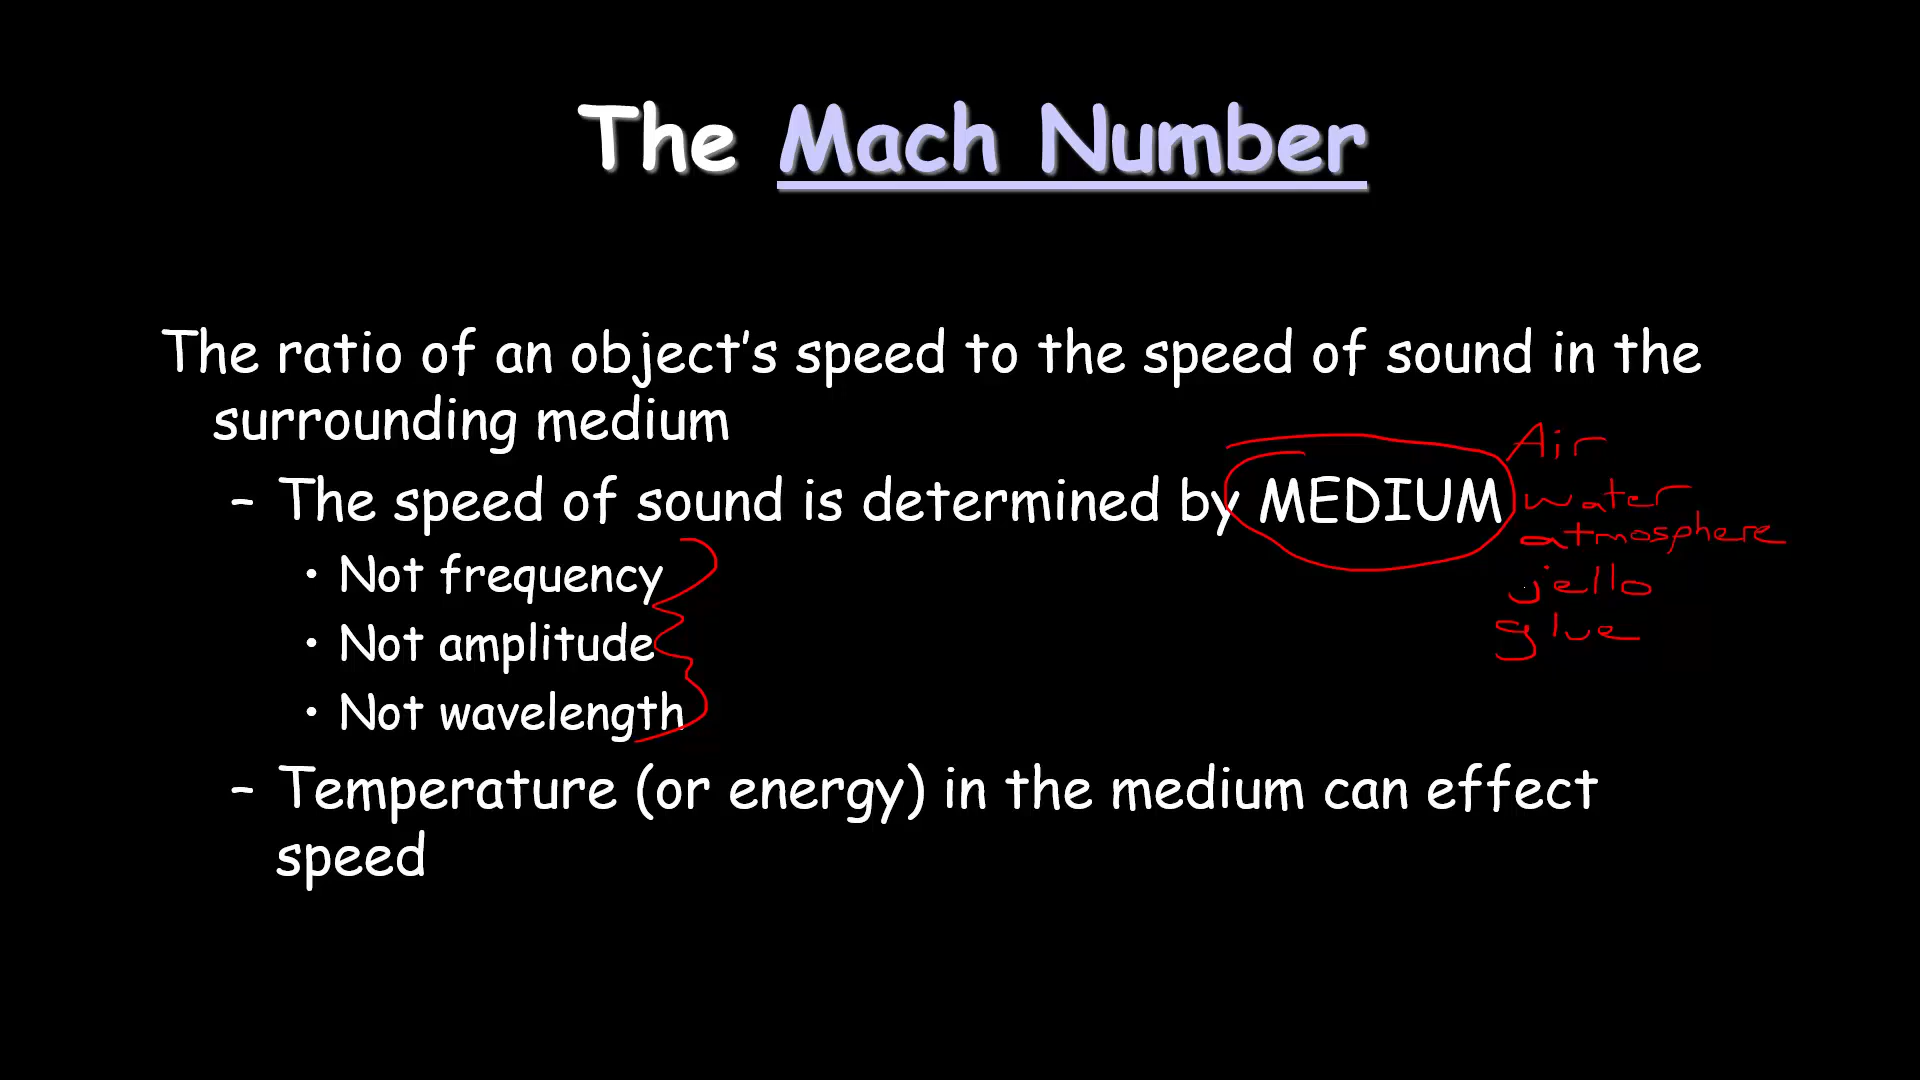 The Mach Number
The ratio of an object's speed to the speed of sound in the
surrounding medium
– The speed of sound is determined by MEDIUM
• Not frequency
• Not amplitude
• Not wavelength
– Temperature (or energy) in the medium can effect
speed
Air
water
atmosphere
jello
glue